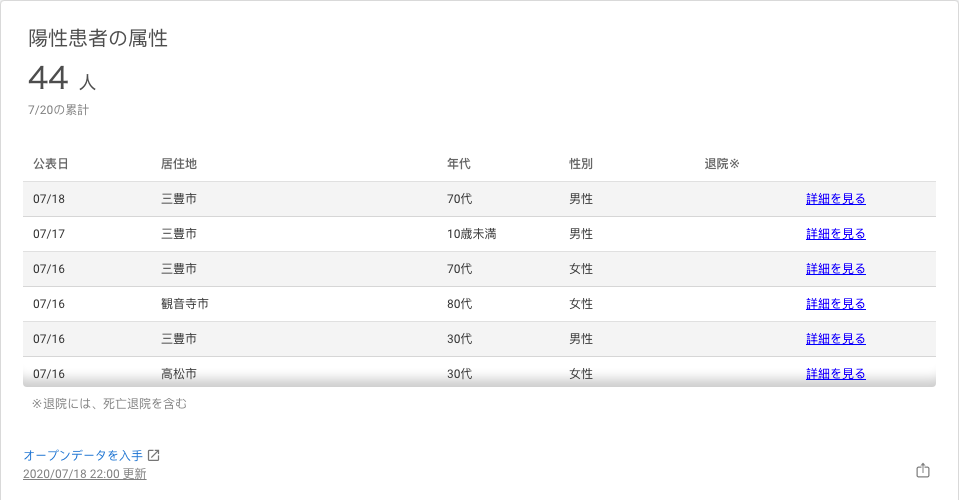 陽性患者の属性
44 人
7/20の累計
公表日 居住地 年代 性別 退院※
07/18 三豊市 70代 男性 詳細を見る
07/17 三豊市 10歳未満 男性 詳細を見る
07/16 三豊市 70代 女性 詳細を見る
07/16 観音寺市 80代 女性 詳細を見る
07/16 三豊市 30代 男性 詳細を見る
07/16 高松市 30代 女性 詳細を見る
※退院には、死亡退院を含む
オープンデータを入手
2020/07/18 22:00 更新